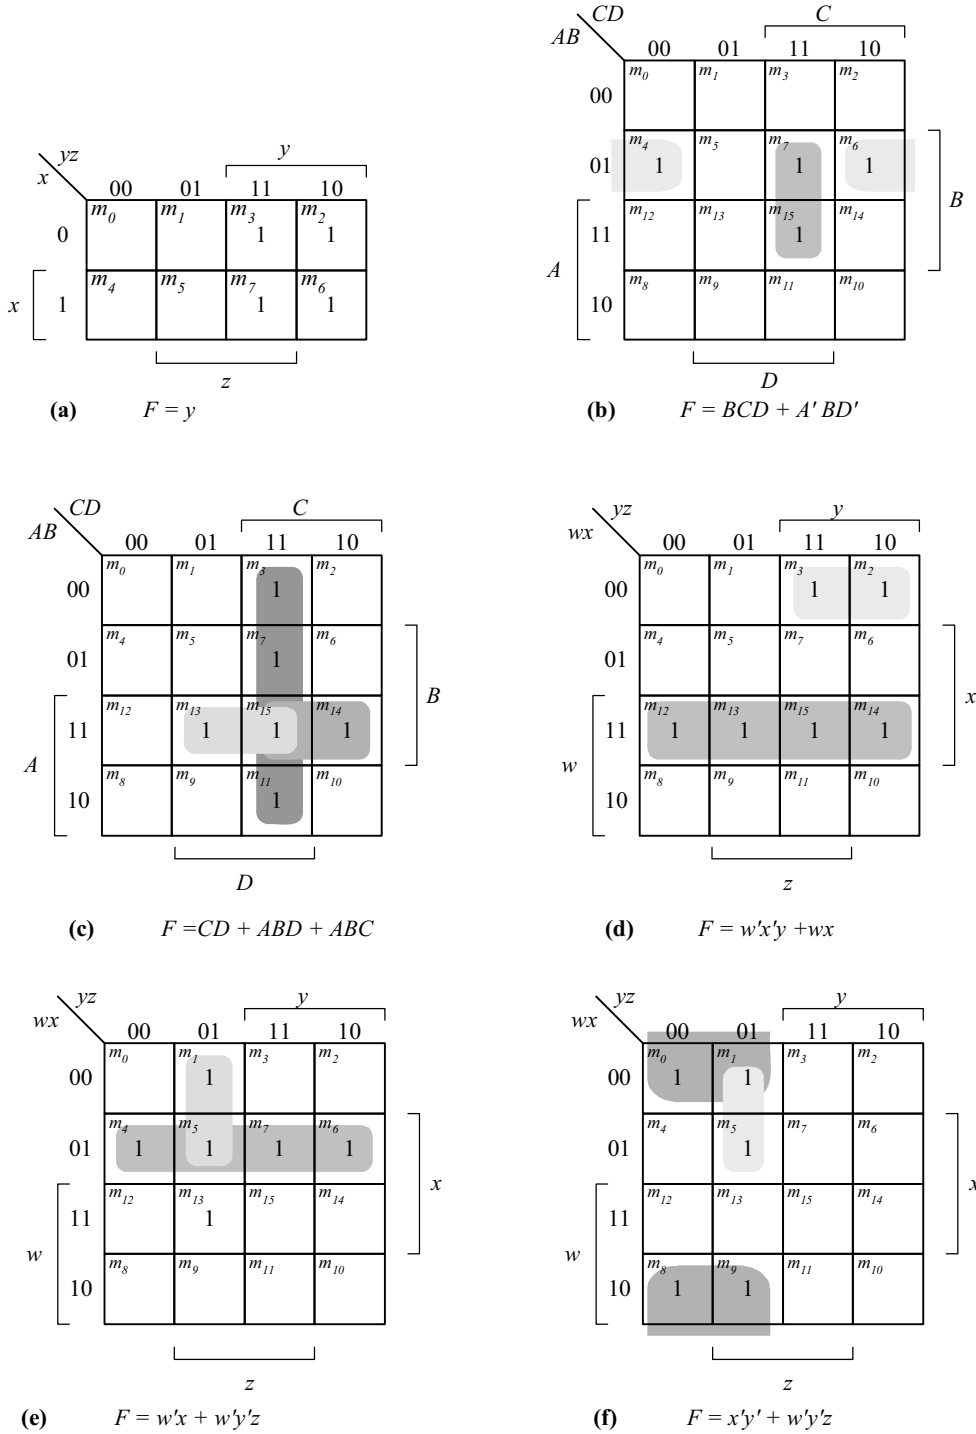 yz
x
y
00 01 11 10
m0 m1 m3 m2
0 1 1
m4 m5 m7 m6
x 1 1 1
z
(a) F = y
CD
AB
C
00 01 11 10
m0 m1 m3 m2
00
m4 m5 m7 m6
01 1 1 1
B
m12 m13 m15 m14
11 1
A
m8 m9 m11 m10
10
D
(b) F = BCD + A' BD'
CD
AB
C
00 01 11 10
m0 m1 m3 m2
00 1
m4 m5 m7 m6
01 1
B
m12 m13 m15 m14
11 1 1 1
A
m8 m9 m11 m10
10 1
D
(c) F =CD + ABD + ABC
yz
wx
y
00 01 11 10
m0 m1 m3 m2
00 1 1
m4 m5 m7 m6
01
x
m12 m13 m15 m14
11 1 1 1 1
w
m8 m9 m11 m10
10
z
(d) F = w'x'y +wx
yz
wx
y
00 01 11 10
m0 m1 m3 m2
00 1
m4 m5 m7 m6
01 1 1 1 1
x
m12 m13 m15 m14
11 1
w
m8 m9 m11 m10
10
z
(e) F = w'x + w'y'z
yz
wx
y
00 01 11 10
m0 m1 m3 m2
00 1 1
m4 m5 m7 m6
01 1
x
m12 m13 m15 m14
11
w
m8 m9 m11 m10
10 1 1
z
(f) F = x'y' + w'y'z